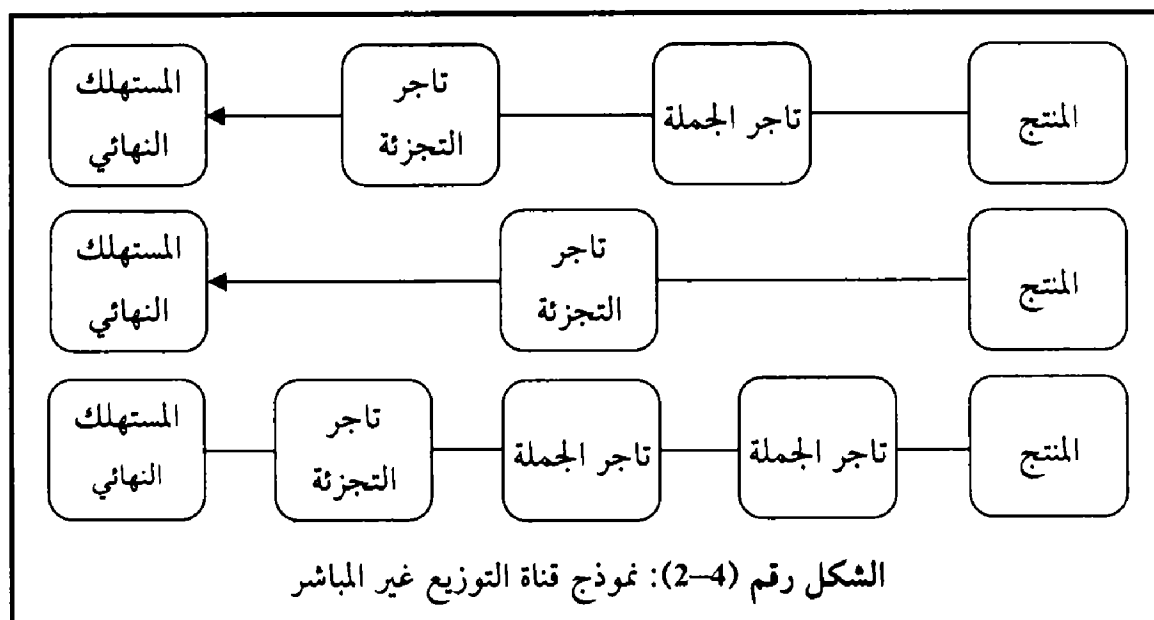 المنتج
تاجر الجملة
تاجر
التجزئة
المستهلك
النهائي
المنتج
تاجر
التجزئة
المستهلك
النهائي
المنتج
تاجر الجملة
تاجر الجملة
تاجر
التجزئة
المستهلك
النهائي
الشكل رقم (4–2): نموذج قناة التوزيع غير المباشر